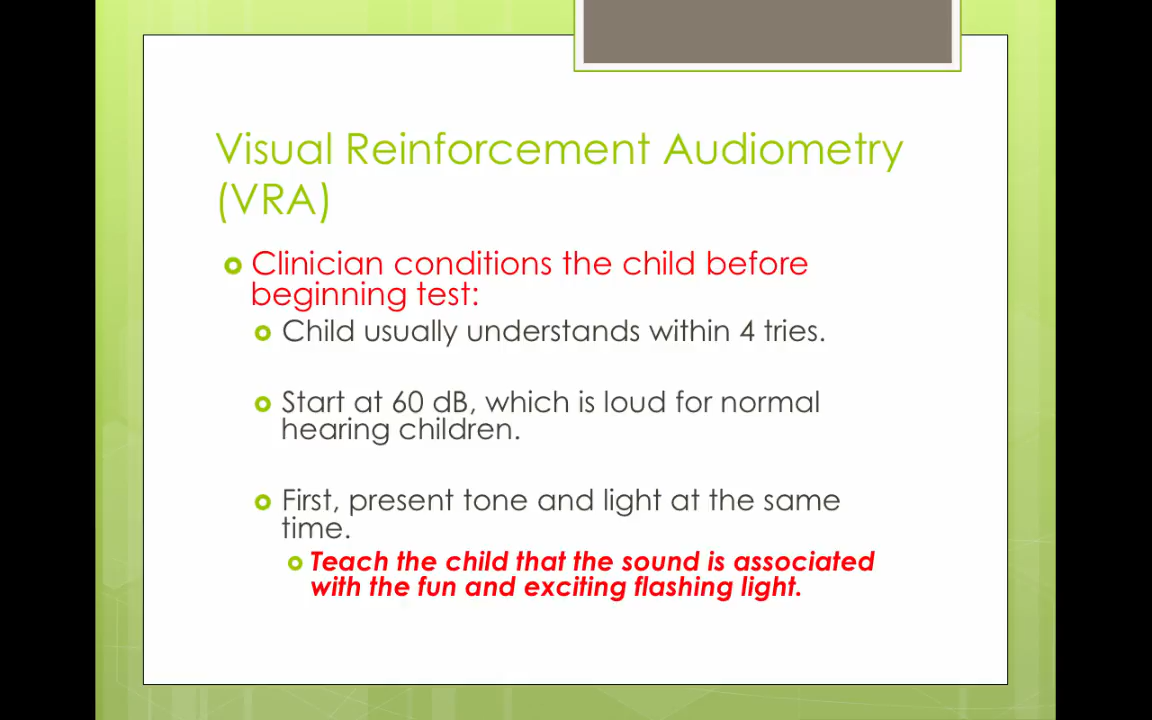 Visual Reinforcement Audiometry
(VRA)
Clinician conditions the child before
beginning test:
Child usually understands within 4 tries.
Start at 60 dB, which is loud for normal
hearing children.
First, present tone and light at the same
time.
Teach the child that the sound is associated
with the fun and exciting flashing light.